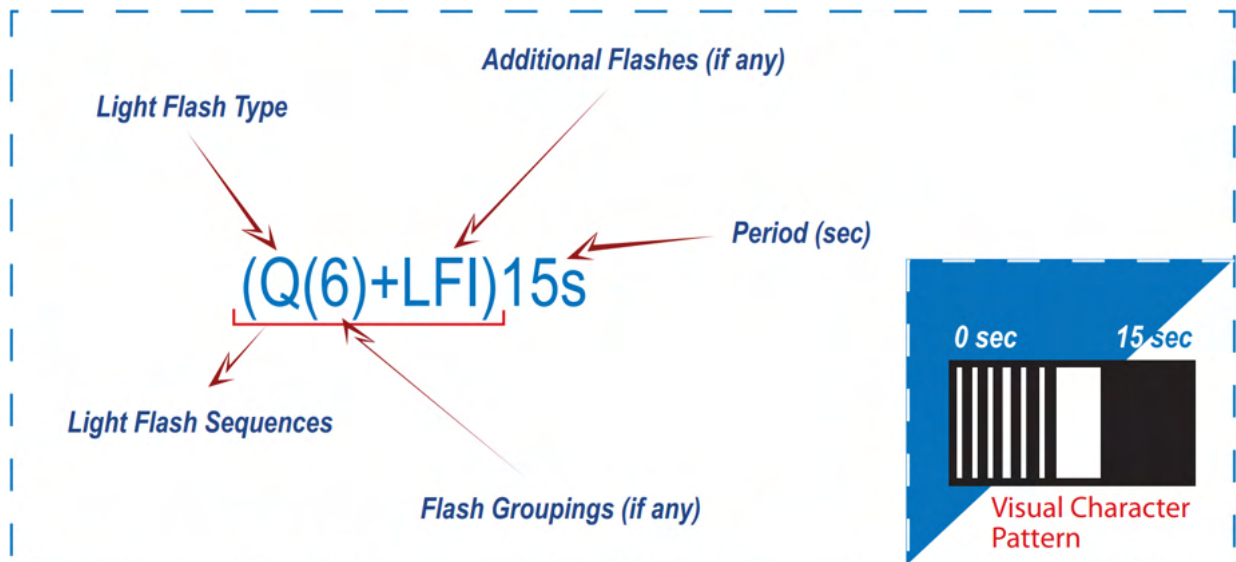 Additional Flashes (if any)
Light Flash Type
Period (sec)
(Q(6)+LFI)15s
0 sec 15 sec
Light Flash Sequences
Flash Groupings (if any)
Visual Character
Pattern